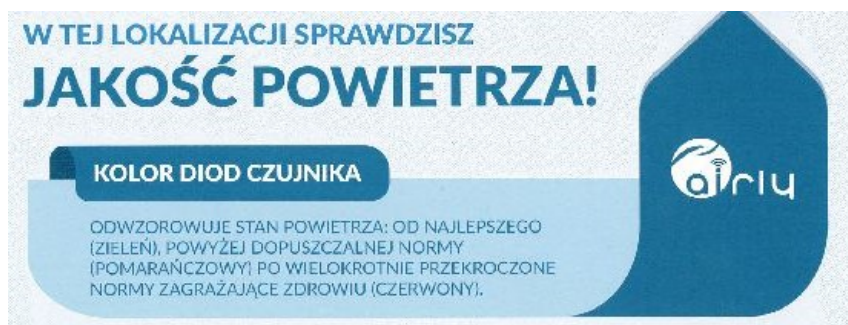 W TEJ LOKALIZACJI SPRAWDZISZ
JAKOŚĆ POWIETRZA!
KOLOR DIOD CZUJNIKA
ODWZOROWUJE STAN POWIETRZA: OD NAJLEPSZEGO
(ZIELEŃ), POWYŻEJ DOPUSZCZALNEJ NORMY
(POMARAŃCZOWY) PO WIELOKROTNIE PRZEKROCZONE
NORMY ZAGRAŻAJĄCE ZDROWIU (CZERWONY).
airly